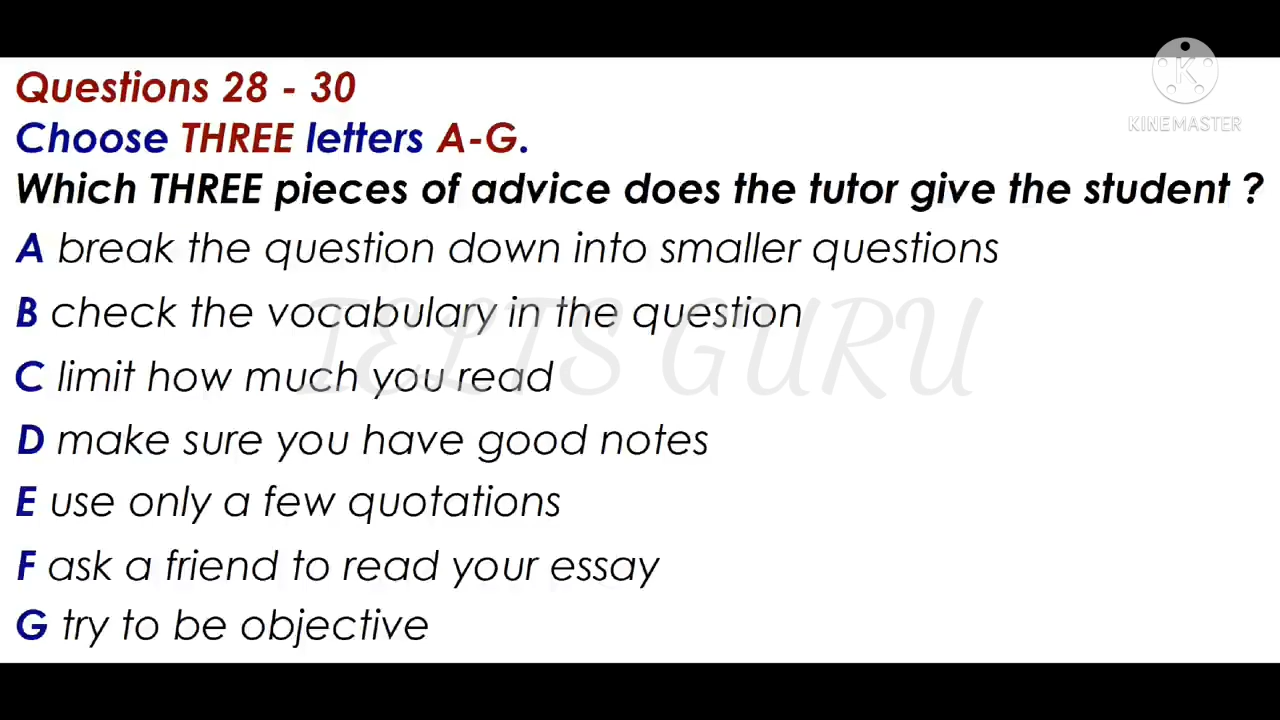 KINEMASTER
Questions 28 - 30
Choose THREE letters A-G.
Which THREE pieces of advice does the tutor give the student ?
A break the question down into smaller questions
B check the vocabulary in the question
IELTS GURU
C limit how much you read
D make sure you have good notes
E use only a few quotations
F ask a friend to read your essay
G try to be objective